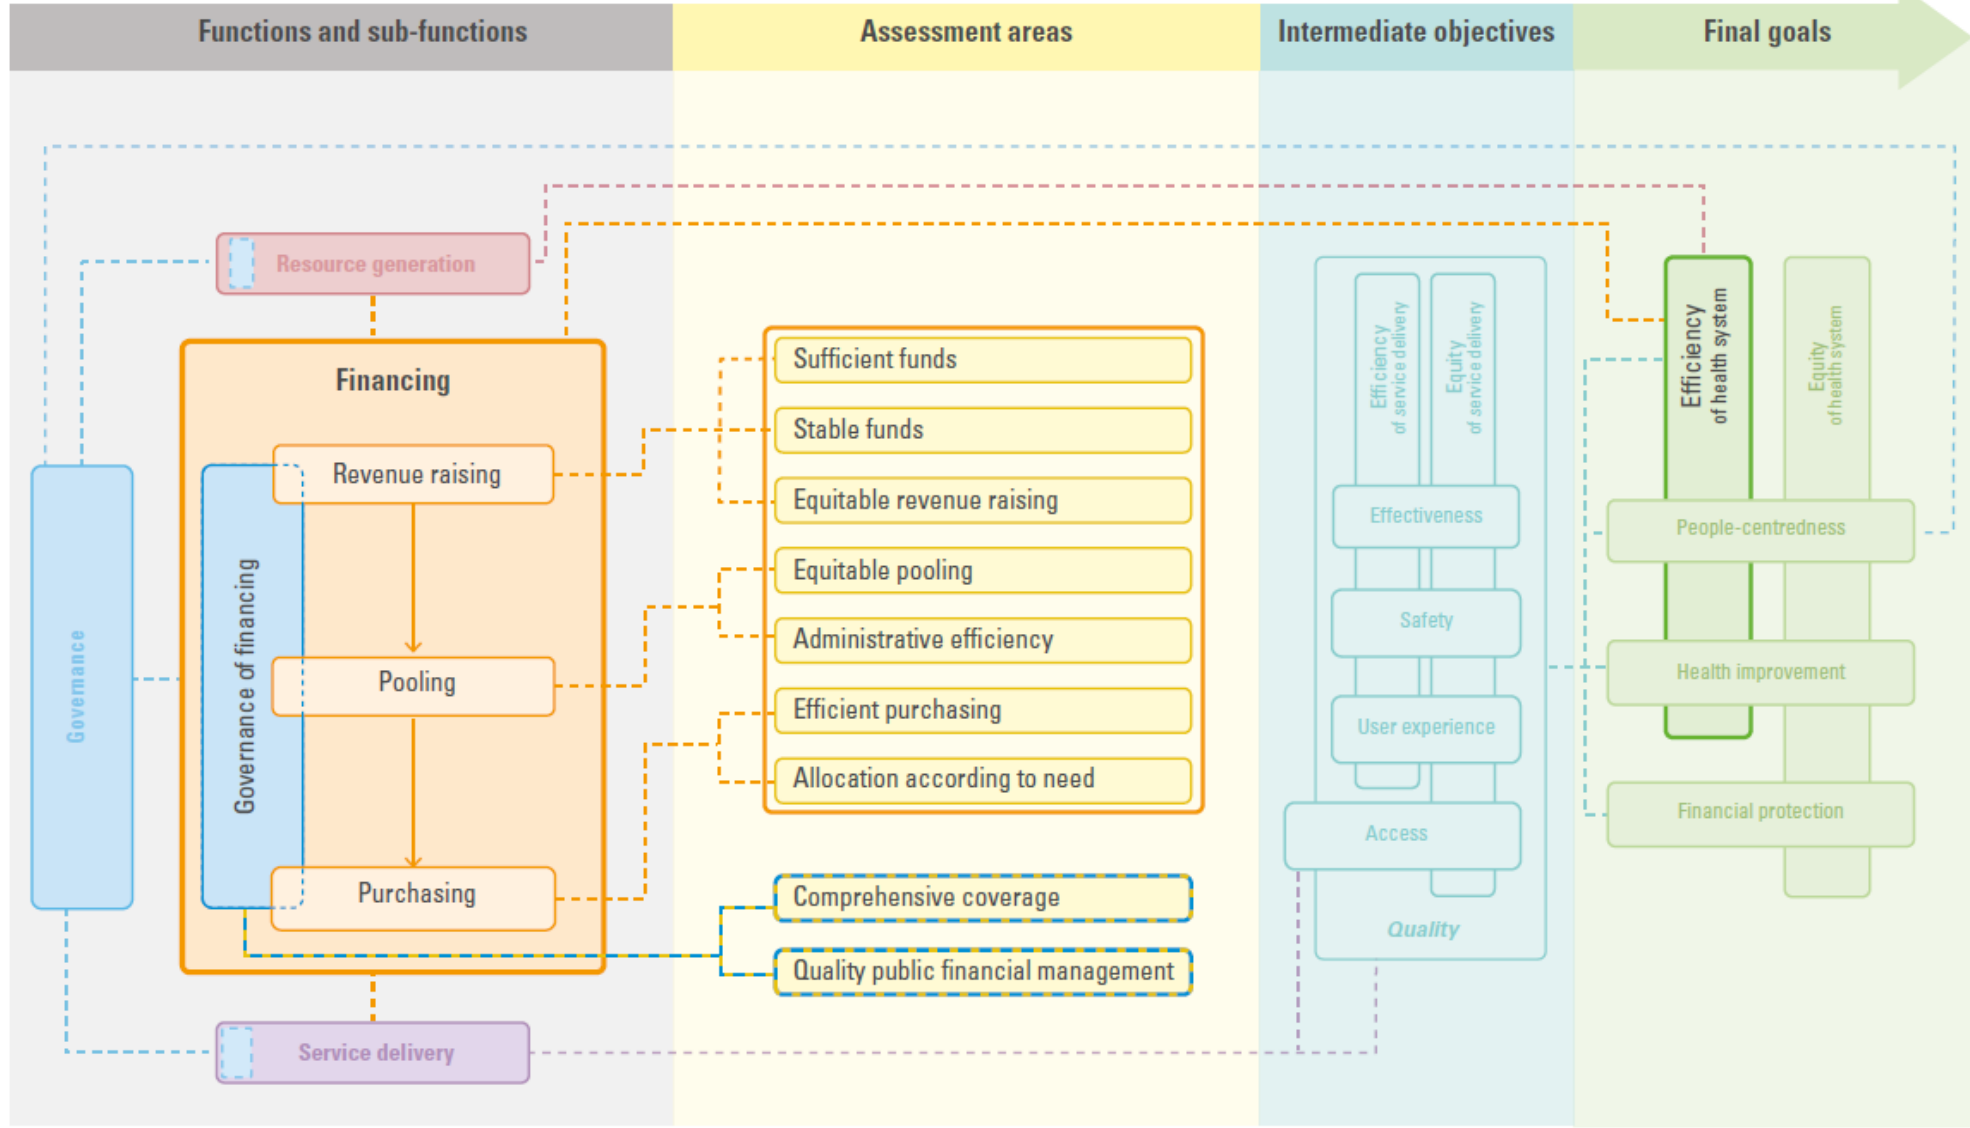 Functions and sub-functions
Assessment areas
Intermediate objectives
Final goals
Resource generation
Financing
Revenue raising
Governance of financing
Pooling
Purchasing
Governance
Service delivery
Sufficient funds
Stable funds
Equitable revenue raising
Equitable pooling
Administrative efficiency
Efficient purchasing
Allocation according to need
Comprehensive coverage
Quality public financial management
Efficiency
of service delivery
Equity
of service delivery
Effectiveness
Safety
User experience
Access
Quality
Efficiency
of health system
Equity
of health system
People-centredness
Health improvement
Financial protection